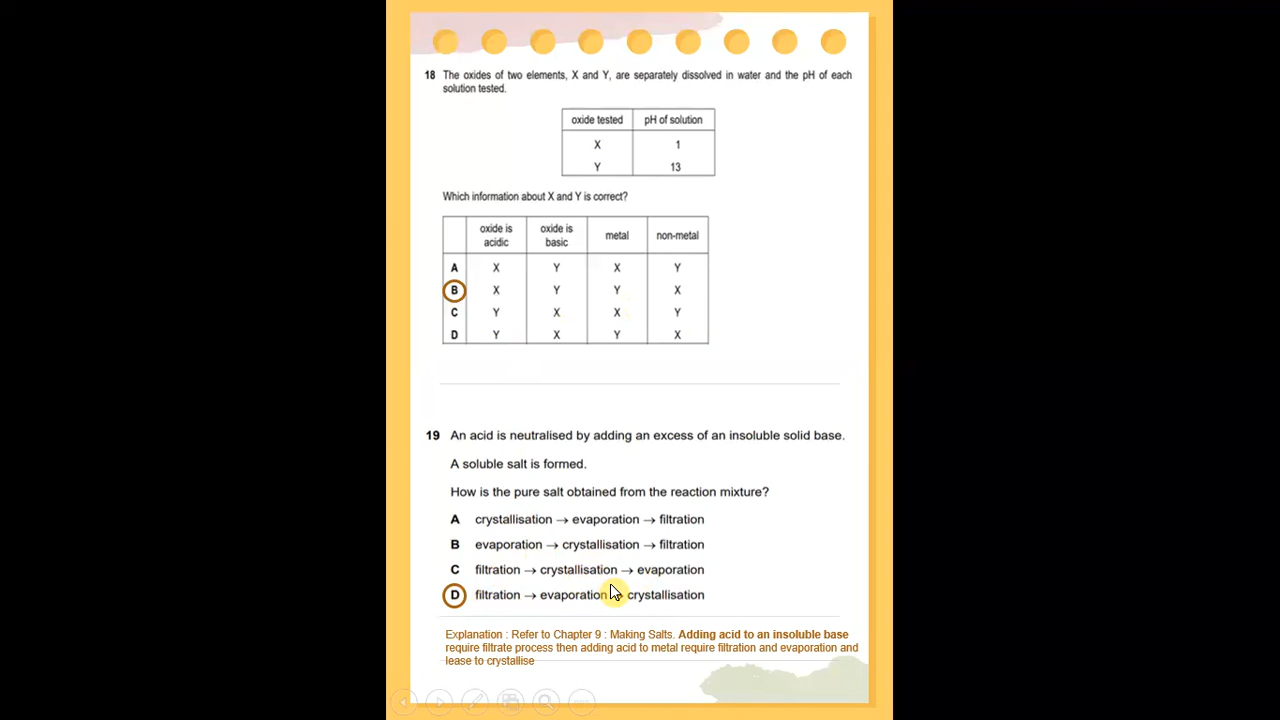 18 The oxides of two elements, X and Y, are separately dissolved in water and the pH of each
solution tested.
oxide tested pH of solution
X 1
Y 13
Which information about X and Y is correct?
oxide is acidic oxide is basic metal non-metal
A X Y X Y
B X Y Y X
C Y X X Y
D Y X Y X
19 An acid is neutralised by adding an excess of an insoluble solid base.
A soluble salt is formed.
How is the pure salt obtained from the reaction mixture?
A crystallisation → evaporation → filtration
B evaporation → crystallisation → filtration
C filtration → crystallisation → evaporation
D filtration → evaporation → crystallisation
Explanation : Refer to Chapter 9 : Making Salts. Adding acid to an insoluble base
require filtrate process then adding acid to metal require filtration and evaporation and
lease to crystallise